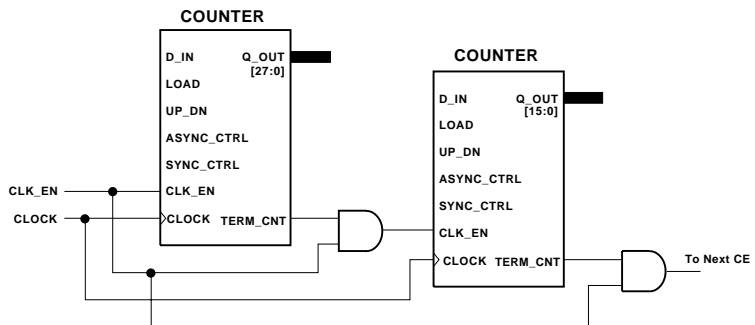 COUNTER
D_IN Q_OUT
[27:0]
LOAD
UP_DN
ASYNC_CTRL
SYNC_CTRL
CLK_EN CLK_EN
CLOCK CLOCK TERM_CNT
COUNTER
D_IN Q_OUT
[15:0]
LOAD
UP_DN
ASYNC_CTRL
SYNC_CTRL
CLK_EN
CLOCK TERM_CNT
To Next CE